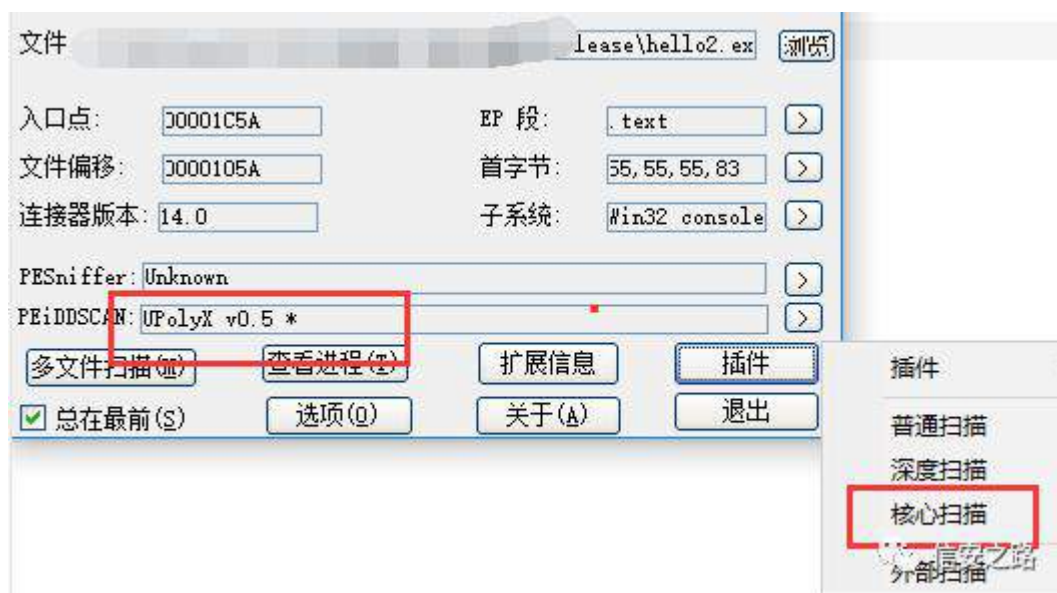 文件 lease\hello2.ex 浏览
入口点: 00001C5A EP 段: .text >
文件偏移: 0000105A 首字节: 55,55,55,83 >
连接器版本: 14.0 子系统: Win32 console >
PESniffer: Unknown >
PEiDDSCAN: UPolyX v0.5 * >
多文件扫描(M) 查看进程(T) 扩展信息 插件
总在最前(S) 选项(O) 关于(A) 退出
插件
普通扫描
深度扫描
核心扫描
外部扫描
信安之路